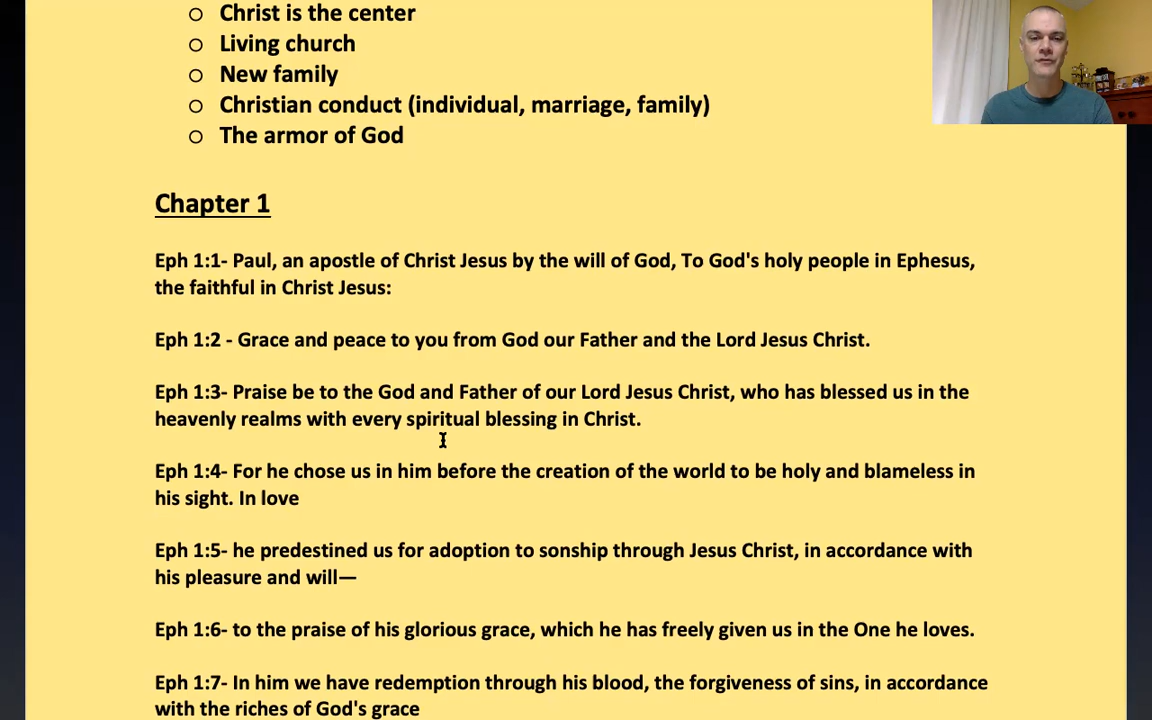 Christ is the center
Living church
New family
Christian conduct (individual, marriage, family)
The armor of God
Chapter 1
Eph 1:1- Paul, an apostle of Christ Jesus by the will of God, To God's holy people in Ephesus,
the faithful in Christ Jesus:
Eph 1:2 - Grace and peace to you from God our Father and the Lord Jesus Christ.
Eph 1:3- Praise be to the God and Father of our Lord Jesus Christ, who has blessed us in the
heavenly realms with every spiritual blessing in Christ.
Eph 1:4- For he chose us in him before the creation of the world to be holy and blameless in
his sight. In love
Eph 1:5- he predestined us for adoption to sonship through Jesus Christ, in accordance with
his pleasure and will—
Eph 1:6- to the praise of his glorious grace, which he has freely given us in the One he loves.
Eph 1:7- In him we have redemption through his blood, the forgiveness of sins, in accordance
with the riches of God's grace